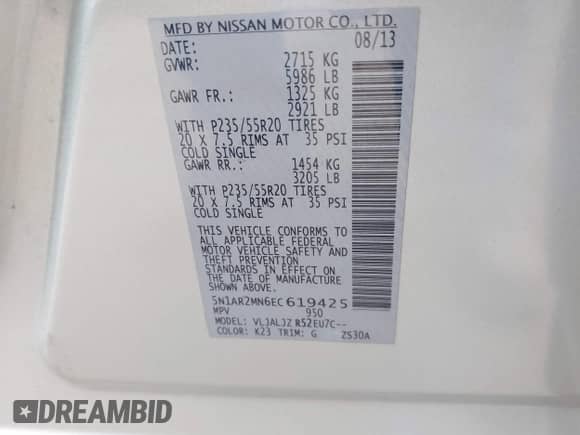 MFD BY NISSAN MOTOR CO., LTD.
DATE: 08/13
GVWR: 2715 KG
5986 LB
GAWR FR.: 1325 KG
2921 LB
WITH P235/55R20 TIRES
20 X 7.5 RIMS AT 35 PSI
COLD SINGLE
GAWR RR.: 1454 KG
3205 LB
WITH P235/55R20 TIRES
20 X 7.5 RIMS AT 35 PSI
COLD SINGLE
THIS VEHICLE CONFORMS TO
ALL APPLICABLE FEDERAL
MOTOR VEHICLE SAFETY AND
THEFT PREVENTION
STANDARDS IN EFFECT ON
THE DATE OF MANUFACTURE
SHOWN ABOVE.
5N1AR2MN6EC619425
MPV 950
MODEL: VLJALJZ R52EU7C--
COLOR: K23 TRIM: G ZS30A
DREAMBID